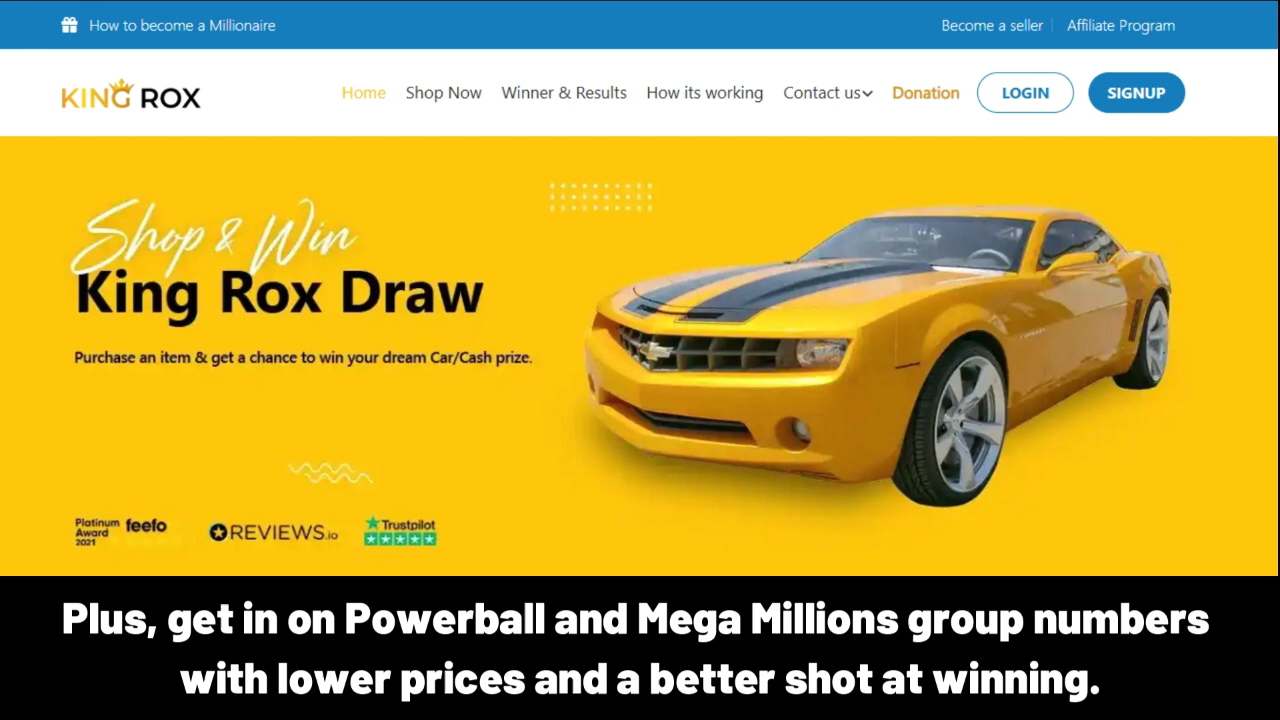 How to become a Millionaire
Become a seller
Affiliate Program
KING ROX
Home
Shop Now
Winner & Results
How its working
Contact us
Donation
LOGIN
SIGNUP
Shop & Win
King Rox Draw
Purchase an item & get a chance to win your dream Car/Cash prize.
Platinum
Award
2021
feefo
REVIEWS.io
Trustpilot
Plus, get in on Powerball and Mega Millions group numbers
with lower prices and a better shot at winning.